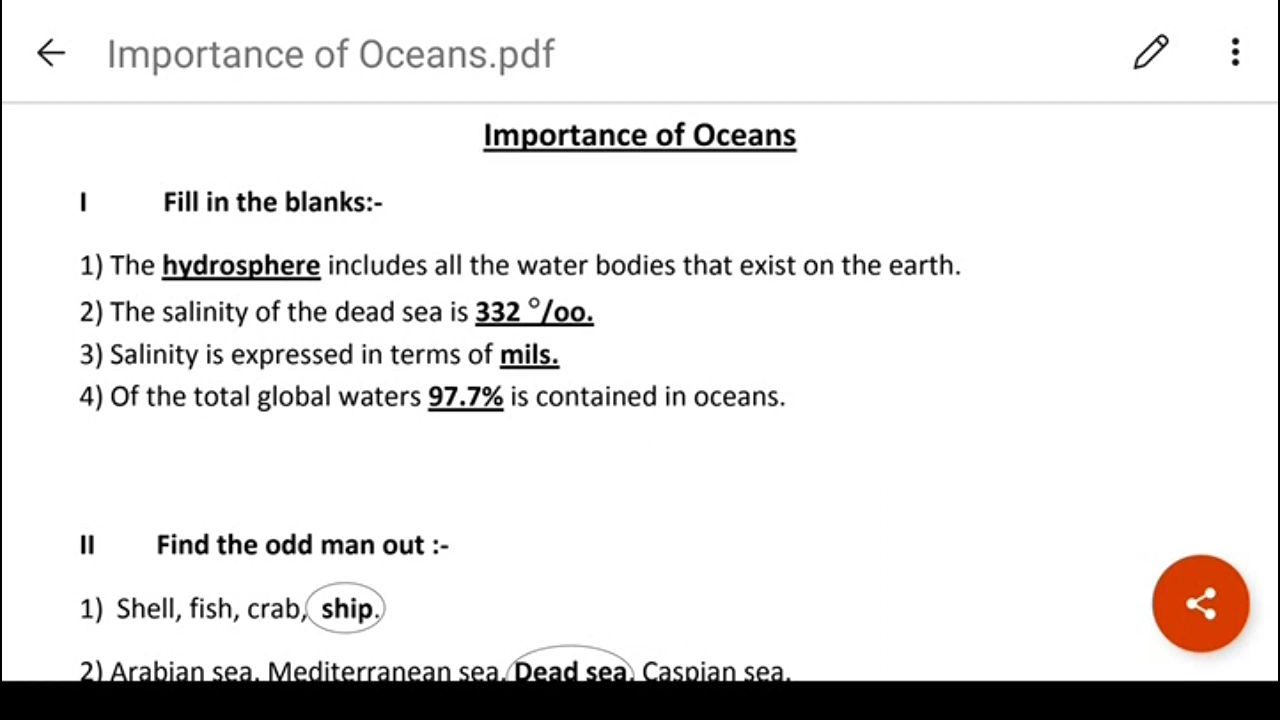 Importance of Oceans.pdf
Importance of Oceans
I Fill in the blanks:-
1) The hydrosphere includes all the water bodies that exist on the earth.
2) The salinity of the dead sea is 332 °/oo.
3) Salinity is expressed in terms of mils.
4) Of the total global waters 97.7% is contained in oceans.
II Find the odd man out :-
1) Shell, fish, crab, ship.
2) Arabian sea, Mediterranean sea, Dead sea, Caspian sea.